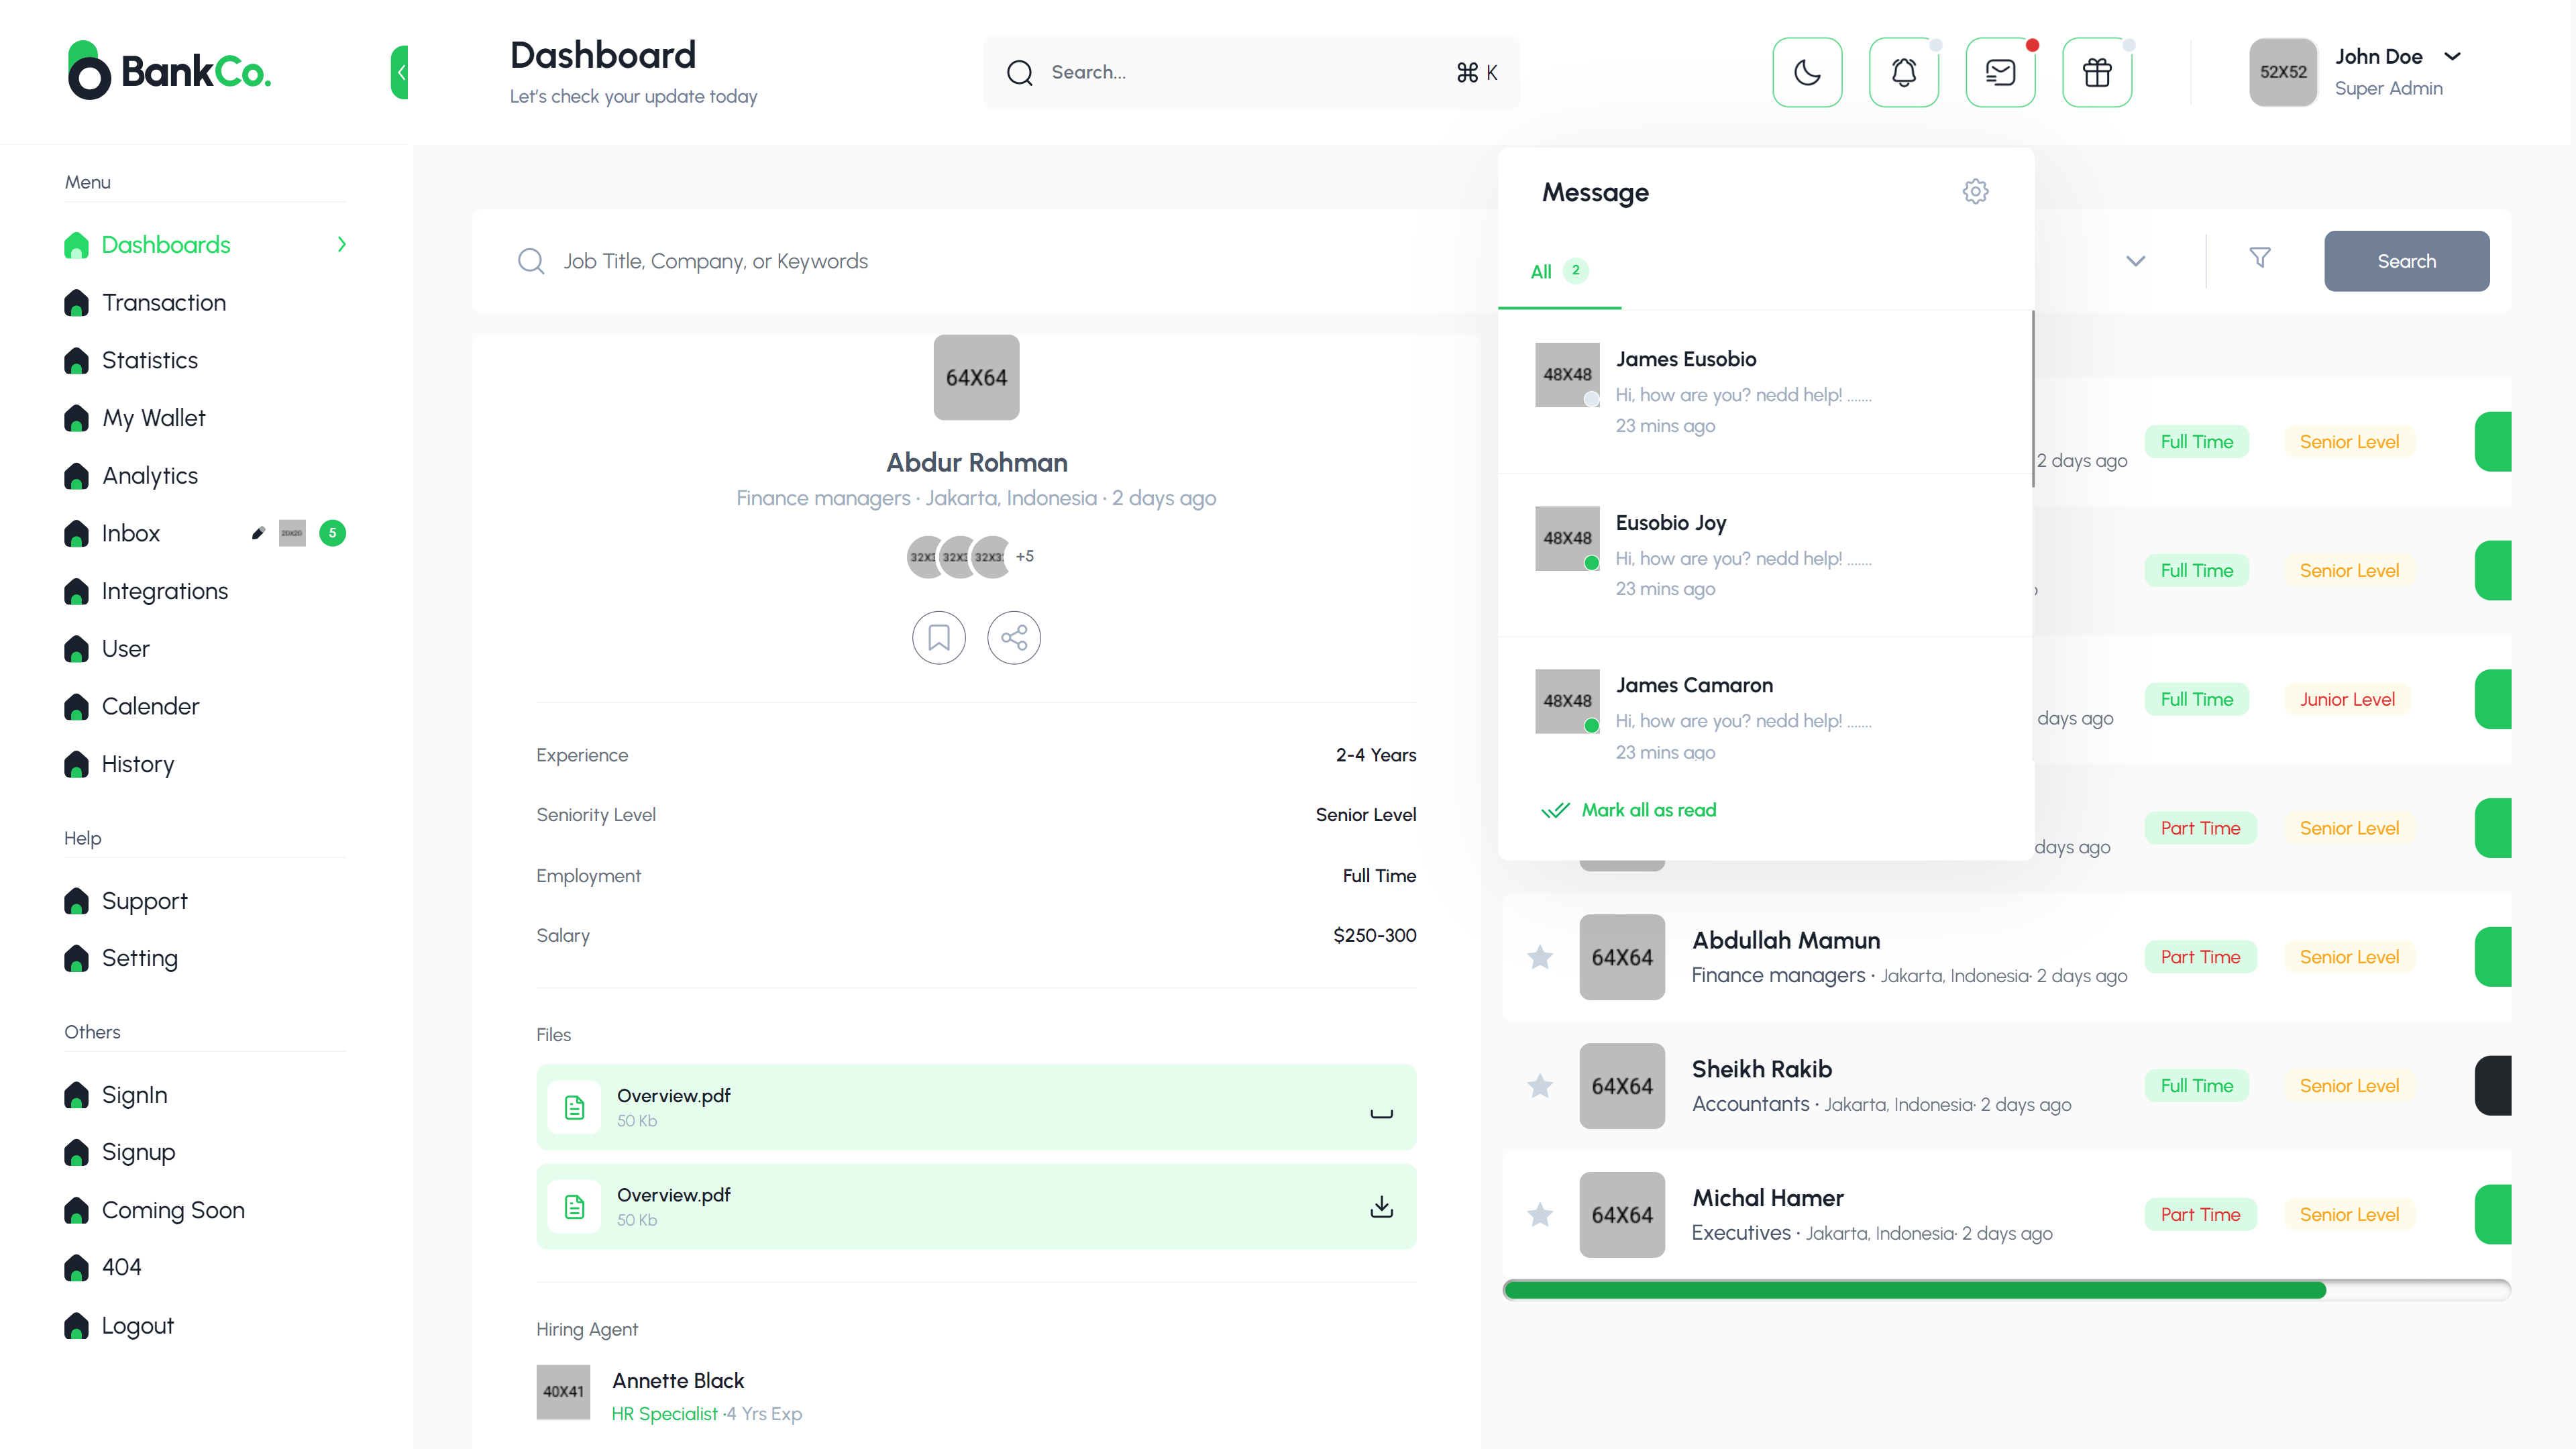 BankCo.
Dashboard
Let's check your update today
Search...
⌘ K
52X52
John Doe
Super Admin
Menu
Dashboards
Transaction
Statistics
My Wallet
Analytics
Inbox
5
Integrations
User
Calender
History
Help
Support
Setting
Others
SignIn
Signup
Coming Soon
404
Logout
Job Title, Company, or Keywords
Search
64X64
Abdur Rohman
Finance managers · Jakarta, Indonesia · 2 days ago
32X3 32X3 32X3 +5
Experience 2-4 Years
Seniority Level Senior Level
Employment Full Time
Salary $250-300
Files
Overview.pdf
50 Kb
Overview.pdf
50 Kb
Hiring Agent
40X41
Annette Black
HR Specialist ·4 Yrs Exp
Message
All 2
48X48
James Eusobio
Hi, how are you? nedd help! .......
23 mins ago
48X48
Eusobio Joy
Hi, how are you? nedd help! .......
23 mins ago
48X48
James Camaron
Hi, how are you? nedd help! .......
23 mins ago
Mark all as read
2 days ago
Full Time Senior Level
Full Time Senior Level
days ago
Full Time Junior Level
days ago
Part Time Senior Level
64X64
Abdullah Mamun
Finance managers · Jakarta, Indonesia· 2 days ago
Part Time Senior Level
64X64
Sheikh Rakib
Accountants · Jakarta, Indonesia· 2 days ago
Full Time Senior Level
64X64
Michal Hamer
Executives · Jakarta, Indonesia· 2 days ago
Part Time Senior Level